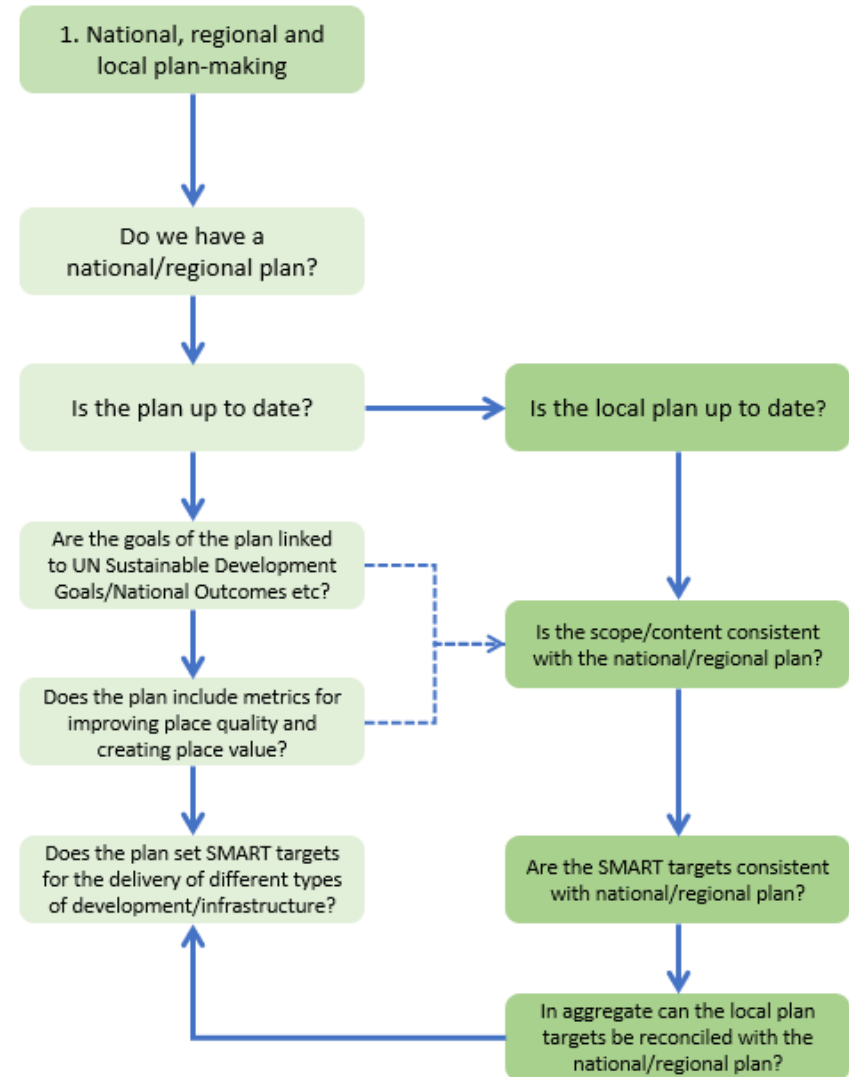 1. National, regional and
local plan-making
Do we have a
national/regional plan?
Is the plan up to date?
Is the local plan up to date?
Are the goals of the plan linked
to UN Sustainable Development
Goals/National Outcomes etc?
Is the scope/content consistent
with the national/regional plan?
Does the plan include metrics for
improving place quality and
creating place value?
Does the plan set SMART targets
for the delivery of different types
of development/infrastructure?
Are the SMART targets consistent
with national/regional plan?
In aggregate can the local plan
targets be reconciled with the
national/regional plan?